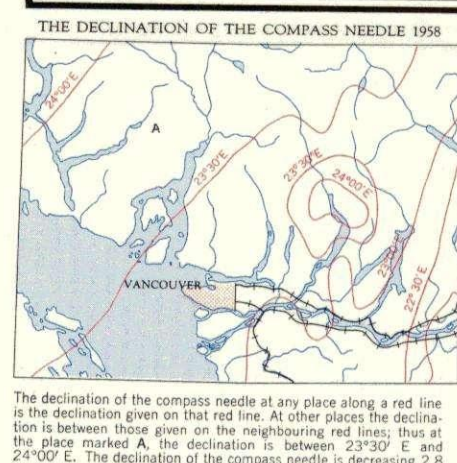 THE DECLINATION OF THE COMPASS NEEDLE 1958
24°00'E
A
23°30'E
23°30'E
24°00'E
VANCOUVER
23°00'E
22°30'E
The declination of the compass needle at any place along a red line
is the declination given on that red line. At other places the declina-
tion is between those given on the neighbouring red lines; thus at
the place marked A, the declination is between 23°30' E and
24°00' E. The declination of the compass needle is decreasing 2.8